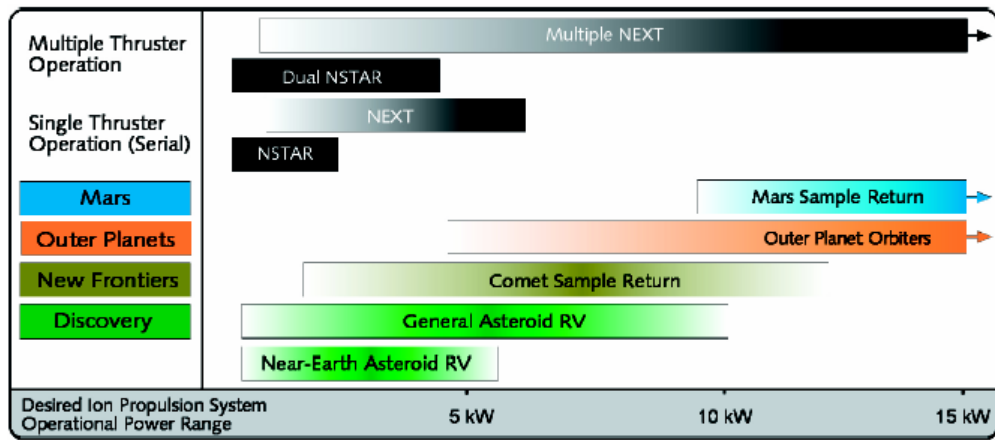 Multiple Thruster
Operation
Multiple NEXT
Dual NSTAR
Single Thruster
Operation (Serial)
NEXT
NSTAR
Mars
Mars Sample Return
Outer Planets
Outer Planet Orbiters
New Frontiers
Comet Sample Return
Discovery
General Asteroid RV
Near-Earth Asteroid RV
Desired Ion Propulsion System
Operational Power Range
5 kW
10 kW
15 kW